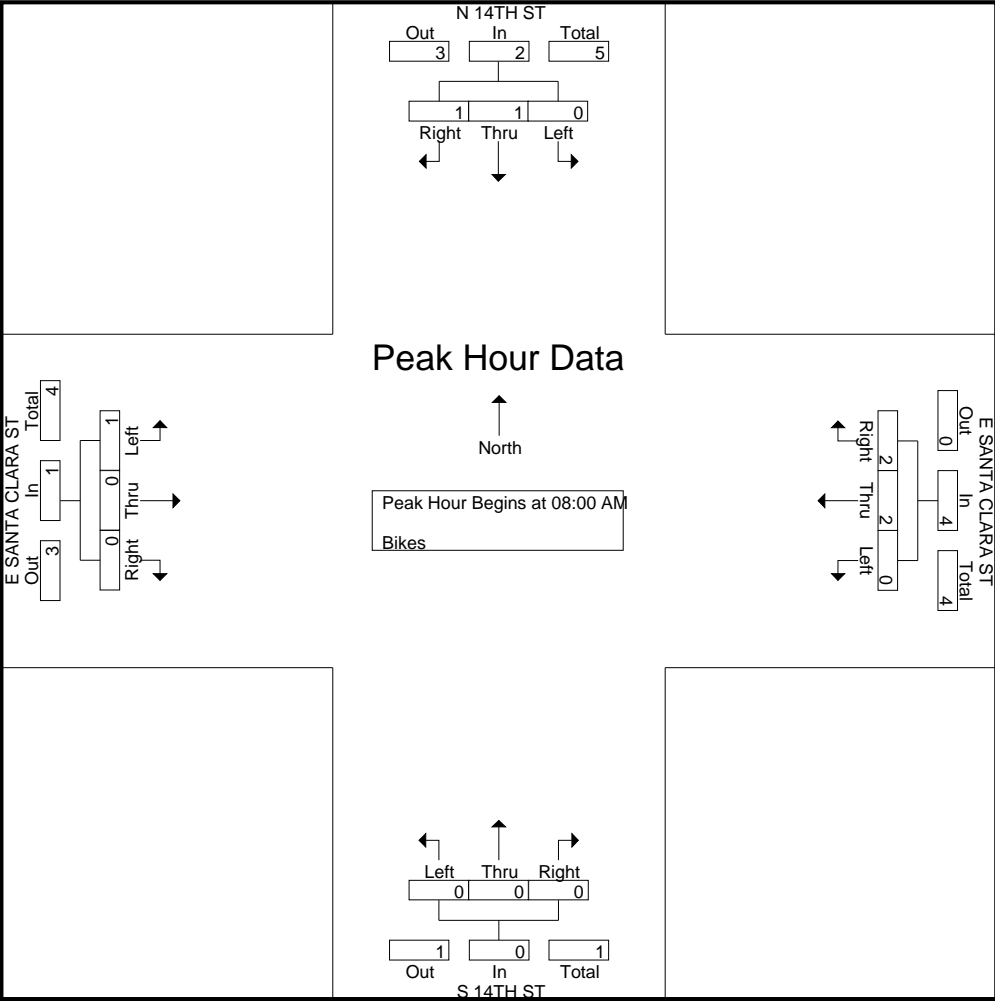 N 14TH ST
Out In Total
3 2 5
1 1 0
Right Thru Left
Peak Hour Data
North
Peak Hour Begins at 08:00 AM
Bikes
E SANTA CLARA ST
Total In Out
4 1 3
1 0 0
Left Thru Right
E SANTA CLARA ST
Out In Total
0 4 4
2 2 0
Right Thru Left
Left Thru Right
0 0 0
1 0 1
Out In Total
S 14TH ST